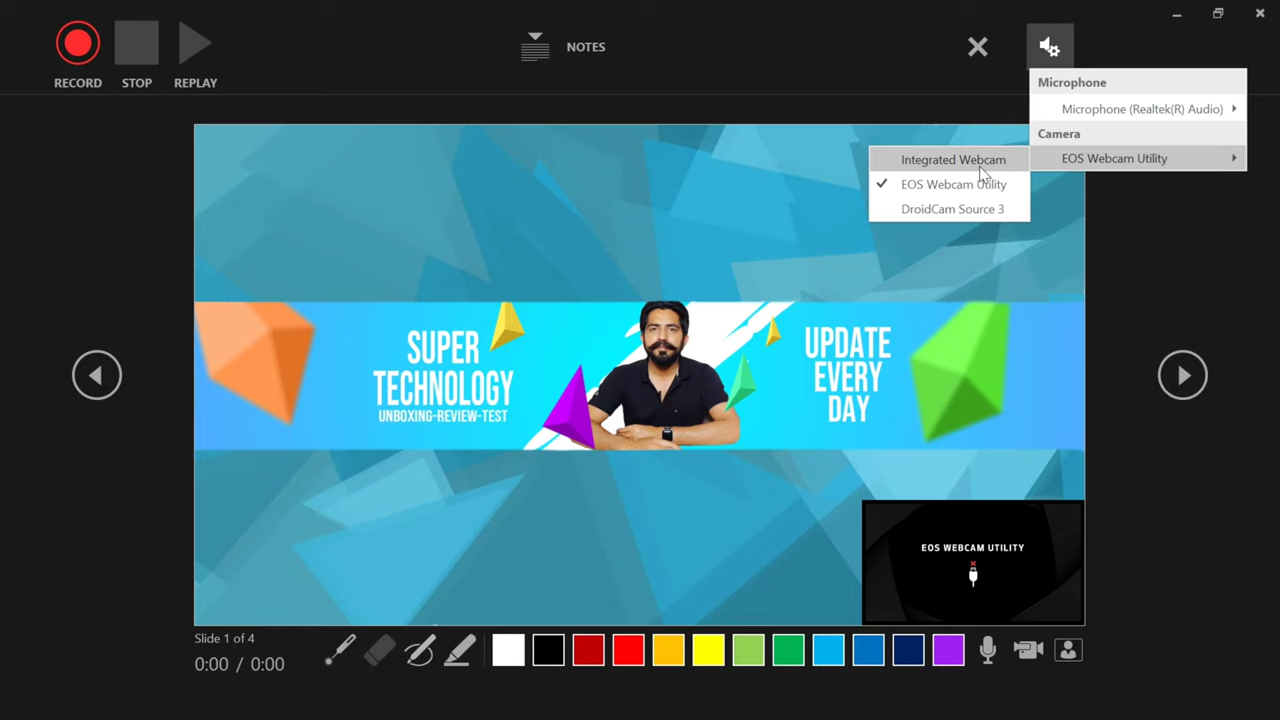 RECORD
STOP
REPLAY
NOTES
Microphone
Microphone (Realtek(R) Audio)
Camera
EOS Webcam Utility
Integrated Webcam
EOS Webcam Utility
DroidCam Source 3
SUPER
TECHNOLOGY
UNBOXING-REVIEW-TEST
UPDATE
EVERY
DAY
EOS WEBCAM UTILITY
Slide 1 of 4
0:00 / 0:00